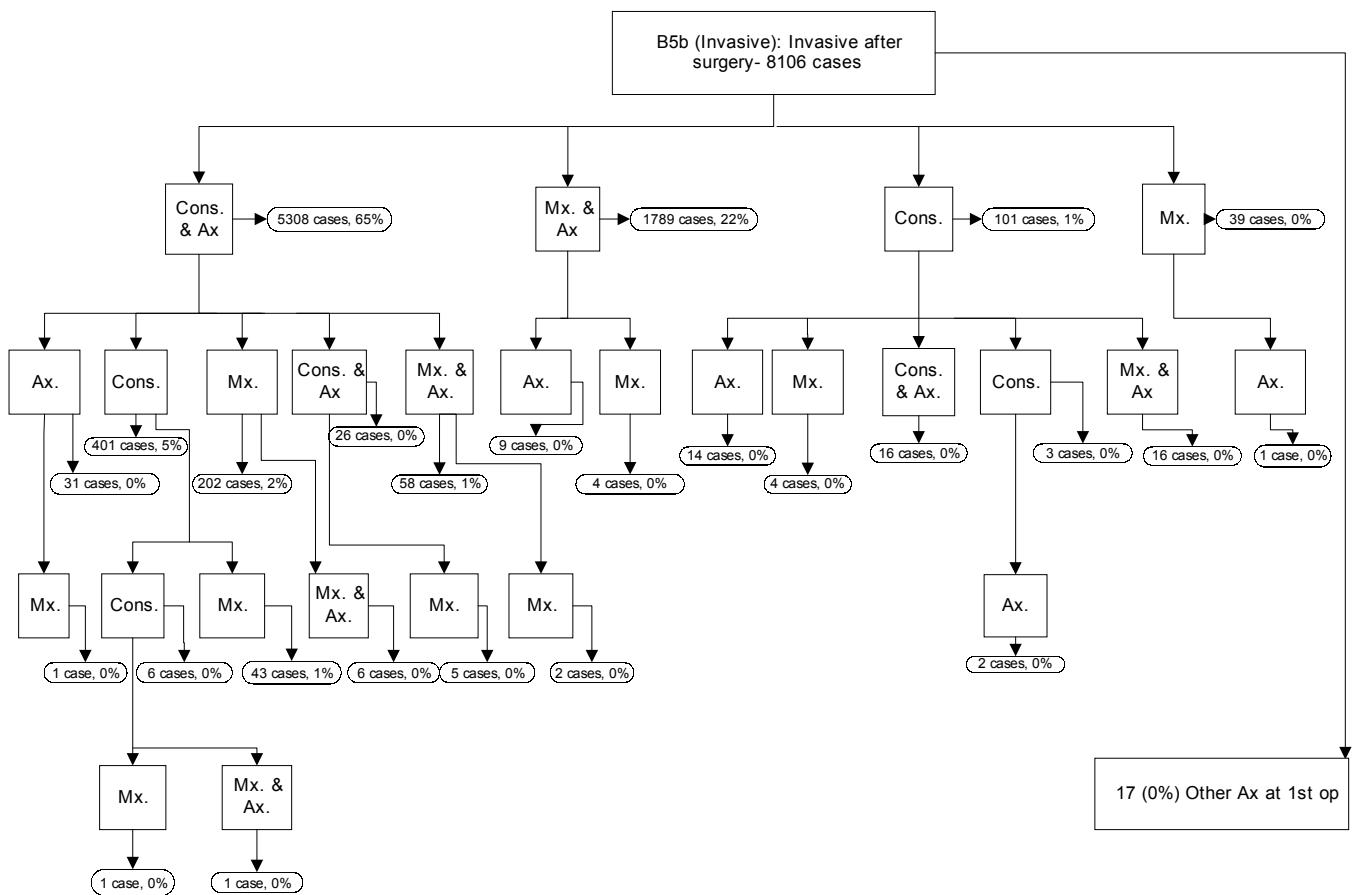 B5b (Invasive): Invasive after
surgery- 8106 cases
Cons.
& Ax
5308 cases, 65%
Mx. &
Ax
1789 cases, 22%
Cons.
101 cases, 1%
Mx.
39 cases, 0%
Ax.
Cons.
Mx.
Cons. &
Ax
Mx. &
Ax.
Ax.
Mx.
Ax.
Mx.
Cons.
& Ax.
Cons.
Mx. &
Ax
Ax.
31 cases, 0%
401 cases, 5%
202 cases, 2%
26 cases, 0%
58 cases, 1%
9 cases, 0%
4 cases, 0%
14 cases, 0%
4 cases, 0%
16 cases, 0%
3 cases, 0%
16 cases, 0%
1 case, 0%
Mx.
Cons.
Mx.
Mx. &
Ax.
Mx.
Mx.
Ax.
1 case, 0%
6 cases, 0%
43 cases, 1%
6 cases, 0%
5 cases, 0%
2 cases, 0%
2 cases, 0%
Mx.
Mx. &
Ax.
17 (0%) Other Ax at 1st op
1 case, 0%
1 case, 0%